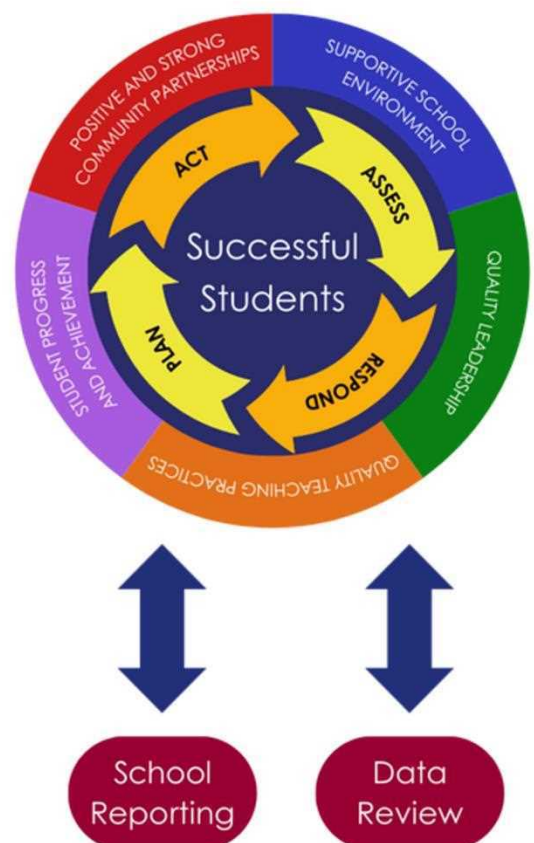 POSITIVE AND STRONG
COMMUNITY PARTNERSHIPS
SUPPORTIVE SCHOOL
ENVIRONMENT
ACT
ASSESS
Successful
Students
STUDENT PROGRESS
AND ACHIEVEMENT
QUALITY LEADERSHIP
PLAN
RESPOND
QUALITY TEACHING PRACTICES
School
Reporting
Data
Review